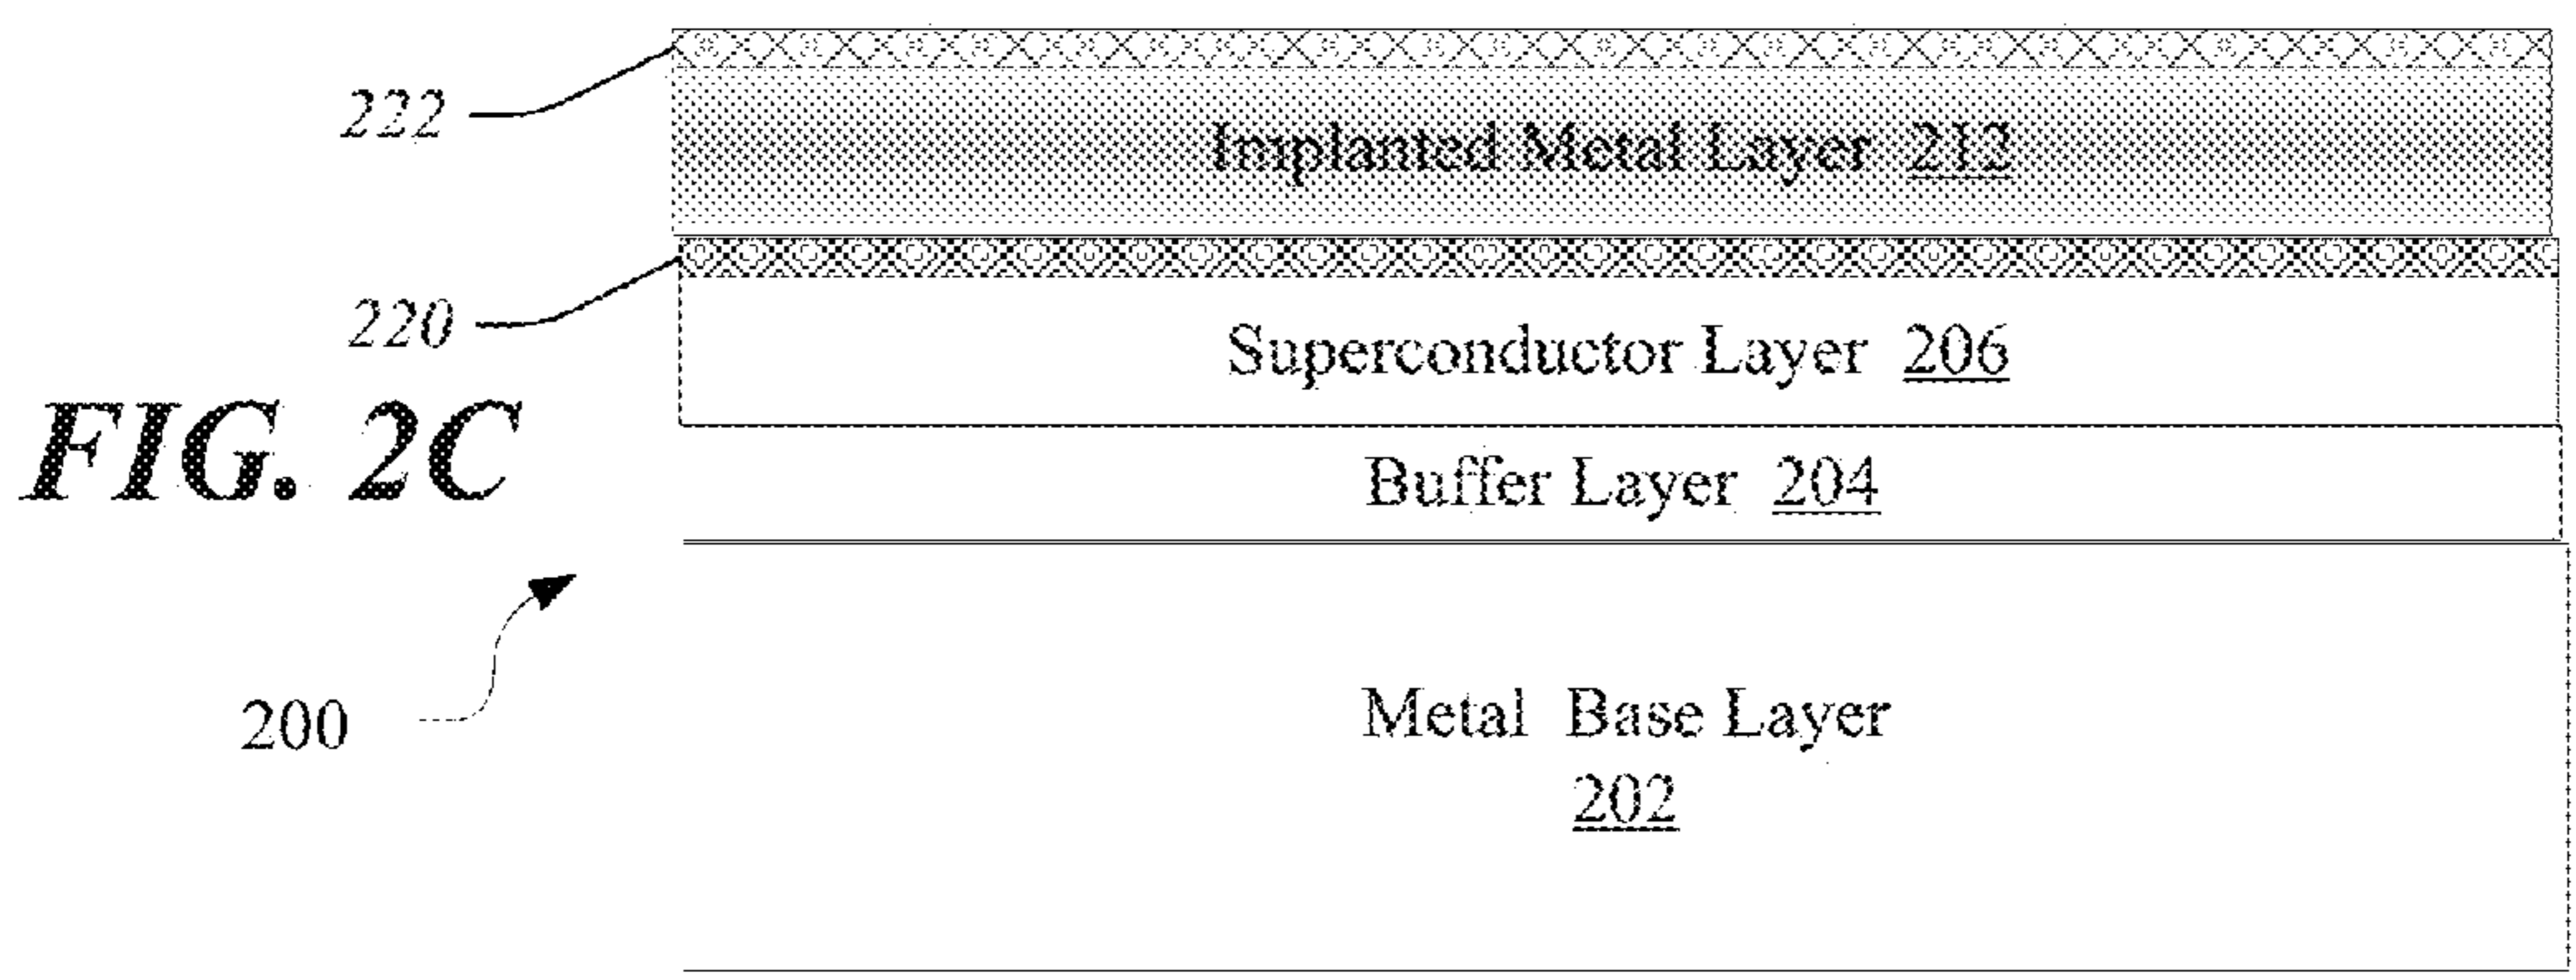 222
Implanted Metal Layer 212
220
Superconductor Layer 206
FIG. 2C
Buffer Layer 204
200
Metal Base Layer
202